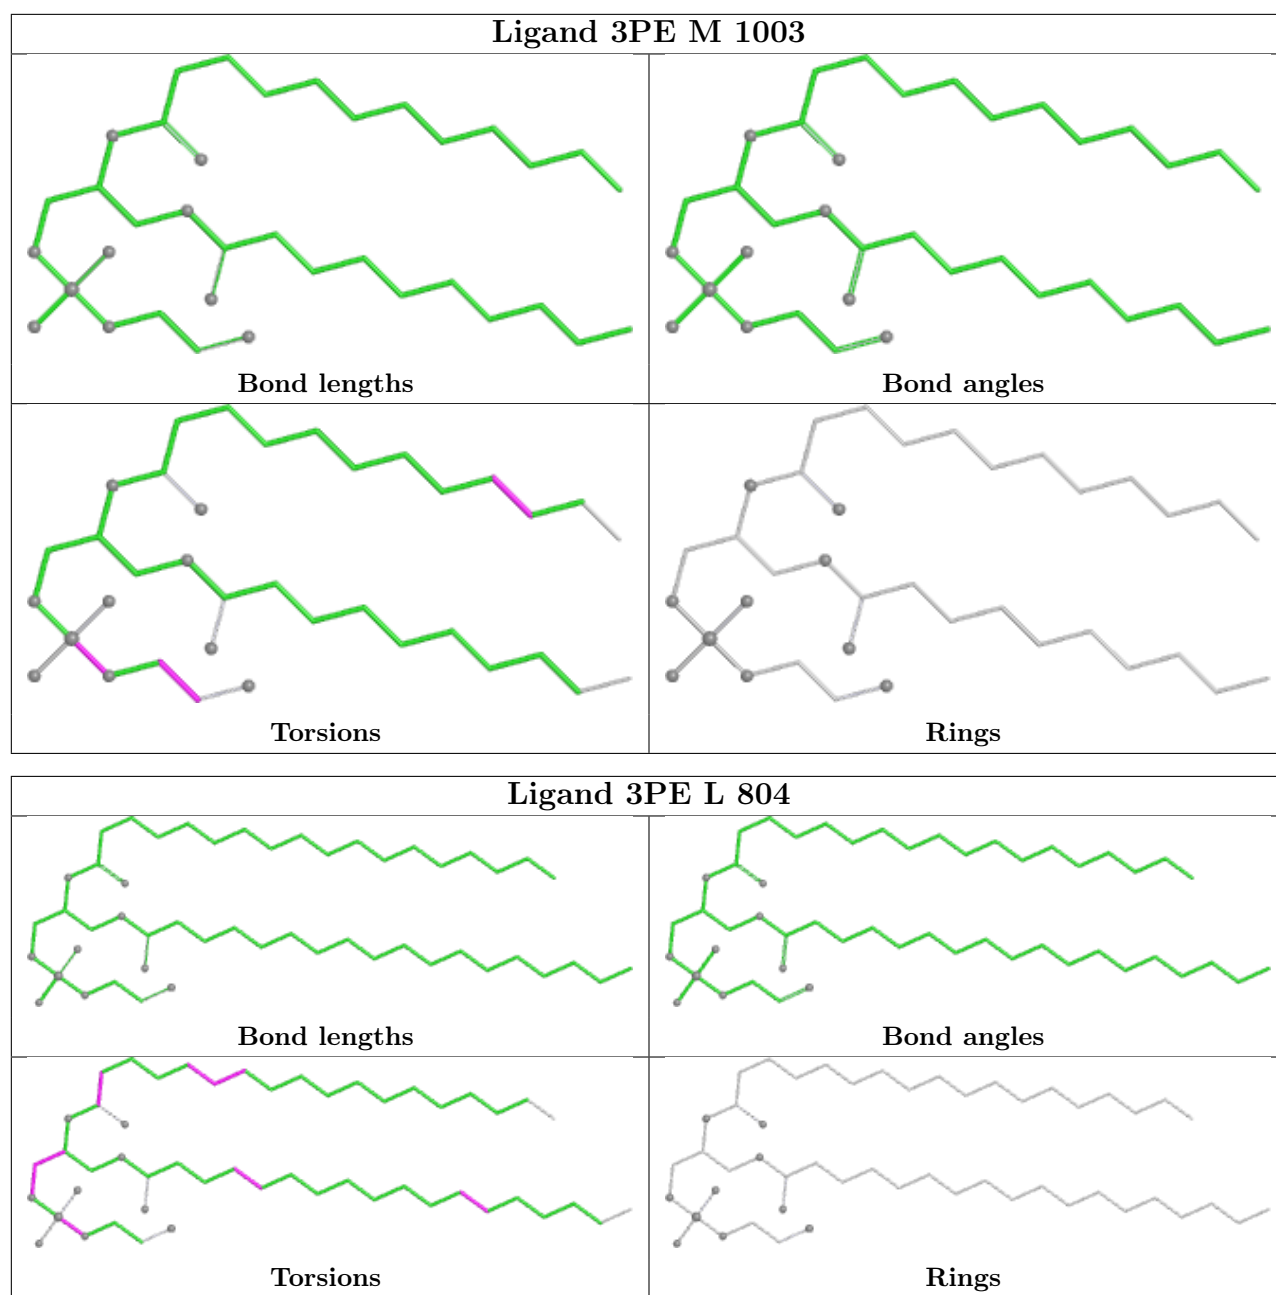 Ligand 3PE M 1003
Bond lengths
Bond angles
Torsions
Rings
Ligand 3PE L 804
Bond lengths
Bond angles
Torsions
Rings